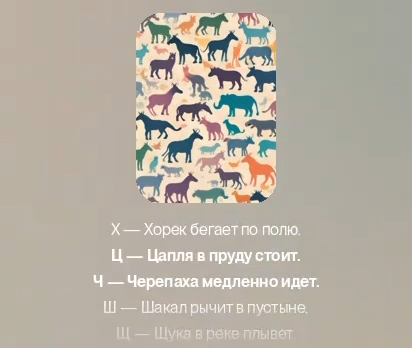 Х — Хорек бегает по полю.
Ц — Цапля в пруду стоит.
Ч — Черепаха медленно идет.
Ш — Шакал рычит в пустыне.
Щ — Щука в реке плывет